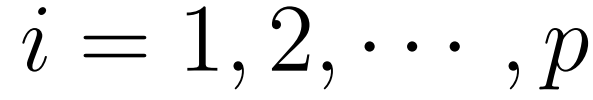 i = 1, 2, ⋯ , p